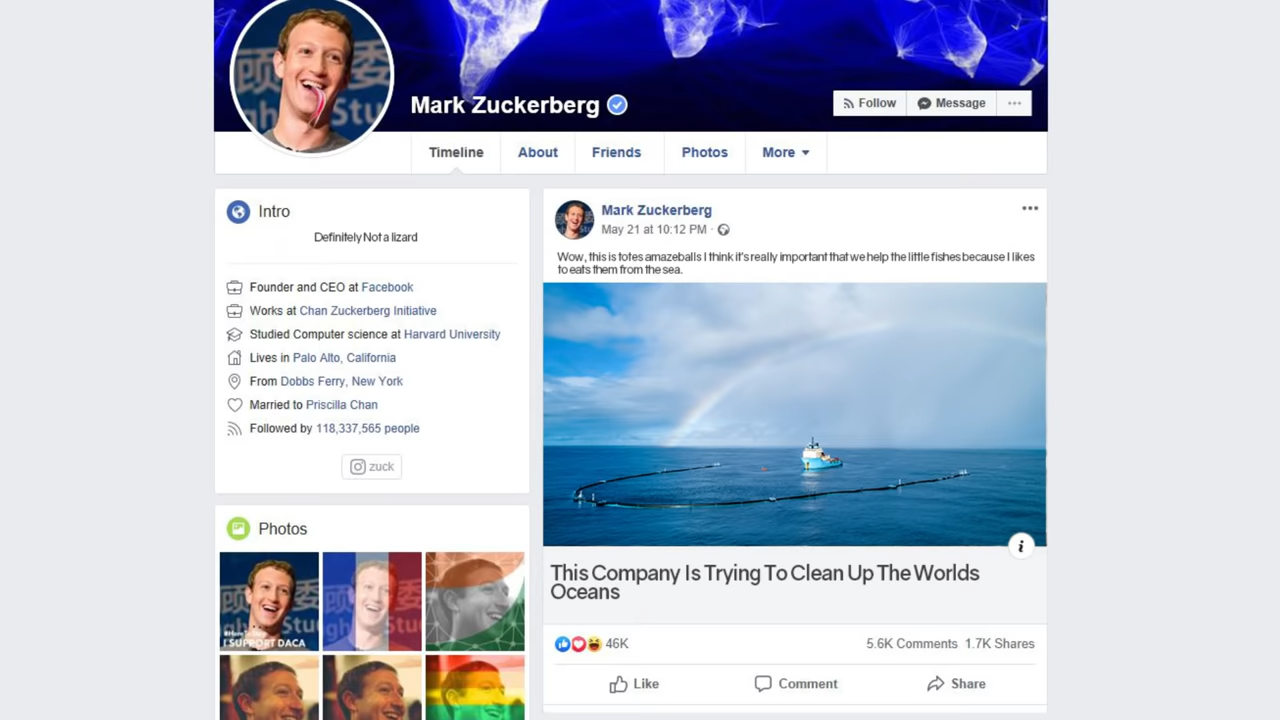 顾
委
gh
Stu
Mark Zuckerberg
Follow
Message
Timeline
About
Friends
Photos
More
Intro
Definitely Not a lizard
Founder and CEO at Facebook
Works at Chan Zuckerberg Initiative
Studied Computer science at Harvard University
Lives in Palo Alto, California
From Dobbs Ferry, New York
Married to Priscilla Chan
Followed by 118,337,565 people
zuck
Photos
I SUPPORT DACA
Mark Zuckerberg
May 21 at 10:12 PM ·
Wow, this is totes amazeballs I think it's really important that we help the little fishes because I likes
to eats them from the sea.
i
This Company Is Trying To Clean Up The Worlds
Oceans
46K
5.6K Comments 1.7K Shares
Like
Comment
Share